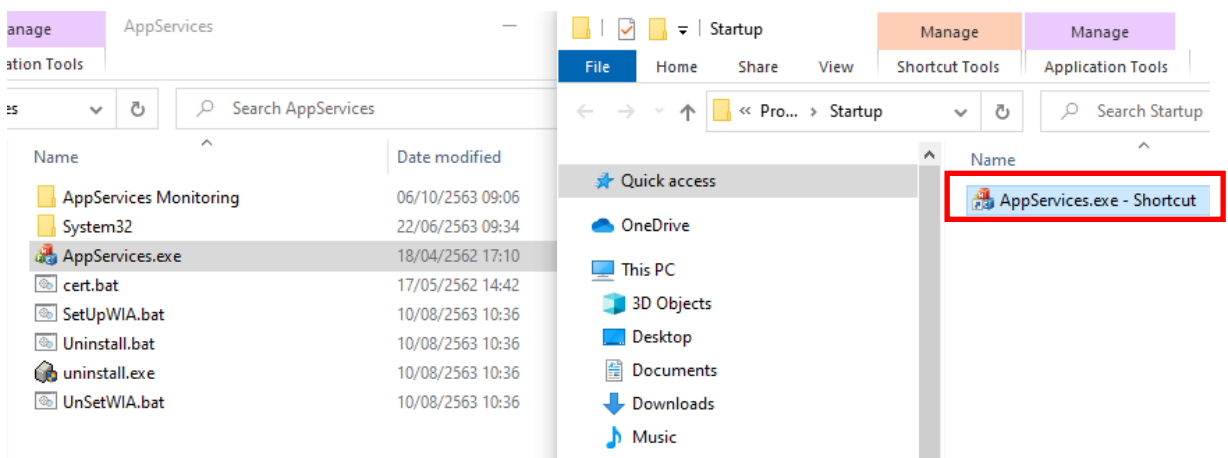 anage
AppServices
ation Tools
es
Search AppServices
Name
Date modified
AppServices Monitoring
06/10/2563 09:06
System32
22/06/2563 09:34
AppServices.exe
18/04/2562 17:10
cert.bat
17/05/2562 14:42
SetUpWIA.bat
10/08/2563 10:36
Uninstall.bat
10/08/2563 10:36
uninstall.exe
10/08/2563 10:36
UnSetWIA.bat
10/08/2563 10:36
Startup
Manage
Manage
File
Home
Share
View
Shortcut Tools
Application Tools
« Pro... › Startup
Search Startup
Quick access
OneDrive
This PC
3D Objects
Desktop
Documents
Downloads
Music
Name
AppServices.exe - Shortcut